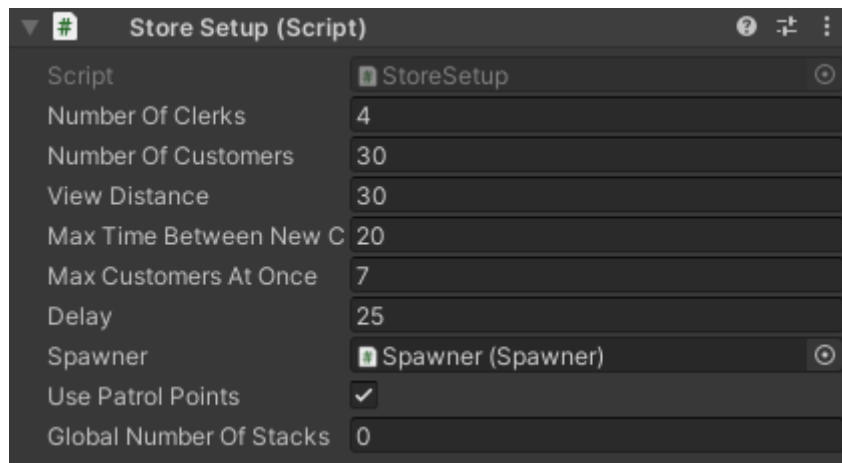 Store Setup (Script)
Script StoreSetup
Number Of Clerks 4
Number Of Customers 30
View Distance 30
Max Time Between New C 20
Max Customers At Once 7
Delay 25
Spawner Spawner (Spawner)
Use Patrol Points
Global Number Of Stacks 0